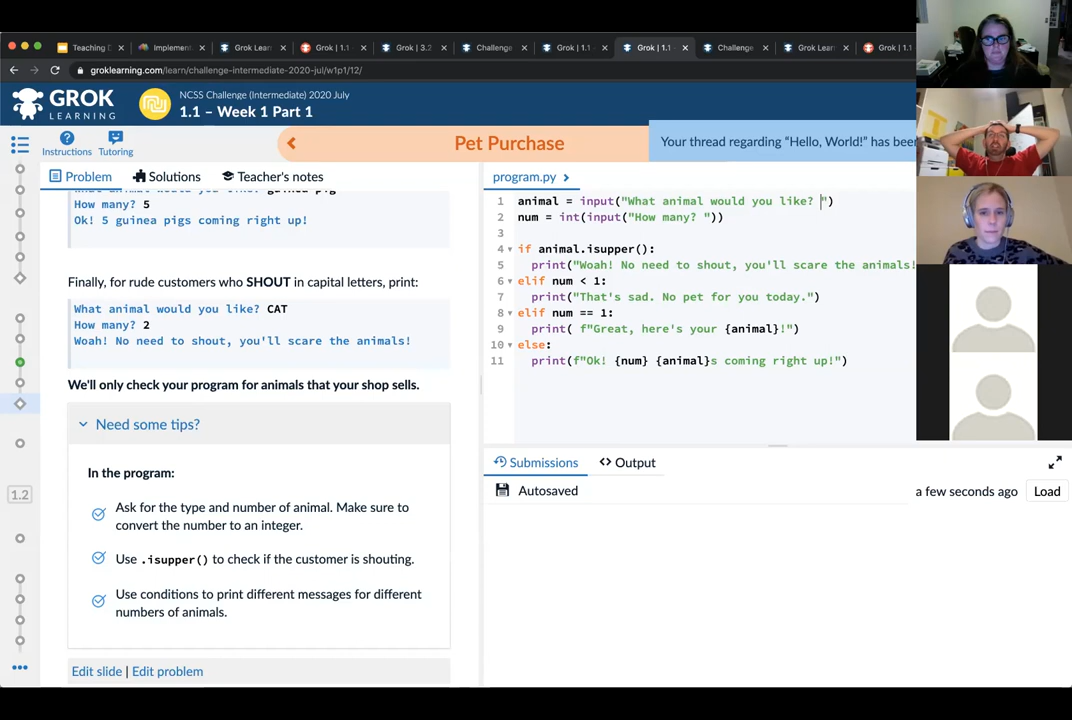 Teaching D
Implement
Grok Lear
Grok | 1.1 -
Grok | 3.2
Challenge
Grok | 1.1 -
Grok | 1.1 -
Challenge
Grok Lear
Grok | 1.1
groklearning.com/learn/challenge-intermediate-2020-jul/w1p1/12/
GROK
LEARNING
NCSS Challenge (Intermediate) 2020 July
1.1 – Week 1 Part 1
Instructions
Tutoring
Pet Purchase
Your thread regarding “Hello, World!” has been
Problem
Solutions
Teacher's notes
What animal would you like? guinea pig
How many? 5
Ok! 5 guinea pigs coming right up!
Finally, for rude customers who SHOUT in capital letters, print:
What animal would you like? CAT
How many? 2
Woah! No need to shout, you'll scare the animals!
We'll only check your program for animals that your shop sells.
Need some tips?
In the program:
Ask for the type and number of animal. Make sure to
convert the number to an integer.
Use .isupper() to check if the customer is shouting.
Use conditions to print different messages for different
numbers of animals.
Edit slide | Edit problem
1.2
program.py
1 animal = input("What animal would you like? ")
2 num = int(input("How many? "))
3
4 if animal.isupper():
5 print("Woah! No need to shout, you'll scare the animals!
6 elif num < 1:
7 print("That's sad. No pet for you today.")
8 elif num == 1:
9 print( f"Great, here's your {animal}!")
10 else:
11 print(f"Ok! {num} {animal}s coming right up!")
Submissions
Output
Autosaved
a few seconds ago
Load